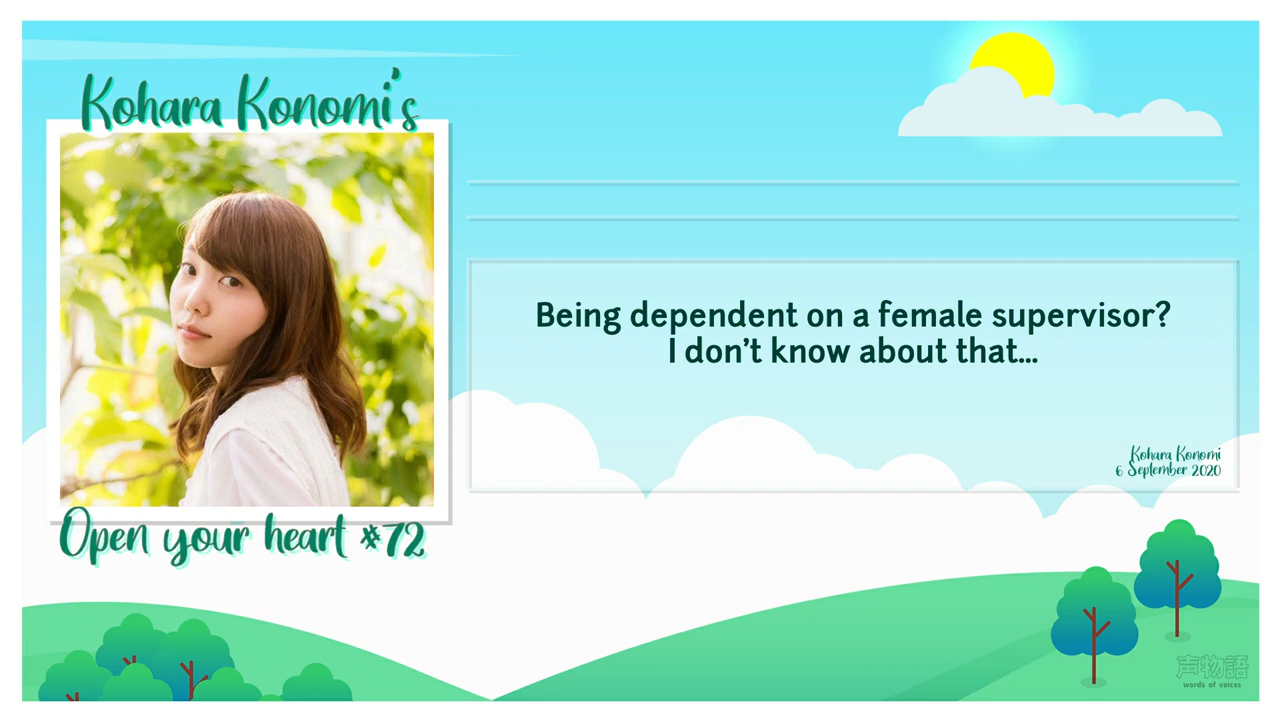 Kohara Konomi's
Open your heart #72
Being dependent on a female supervisor?
I don't know about that...
Kohara Konomi
6 September 2020
声物語
words of voices